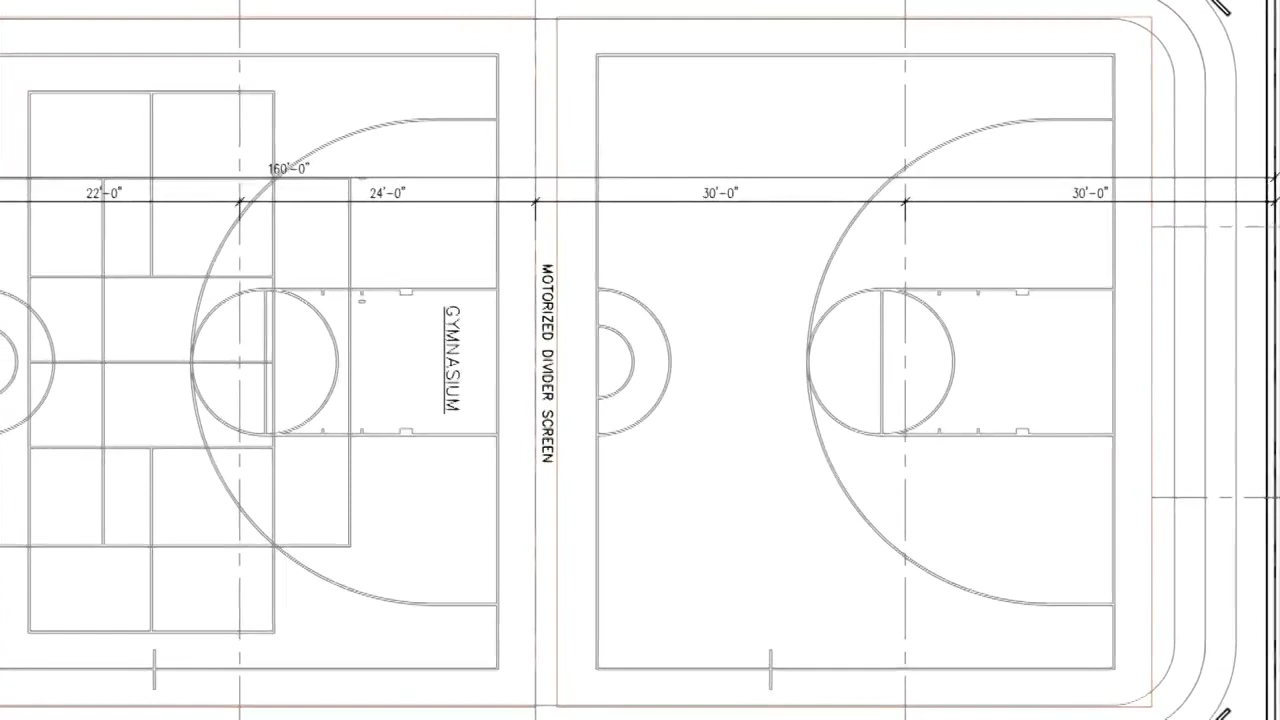 160'-0"
22'-0"
24'-0"
30'-0"
30'-0"
GYMNASIUM
MOTORIZED DIVIDER SCREEN